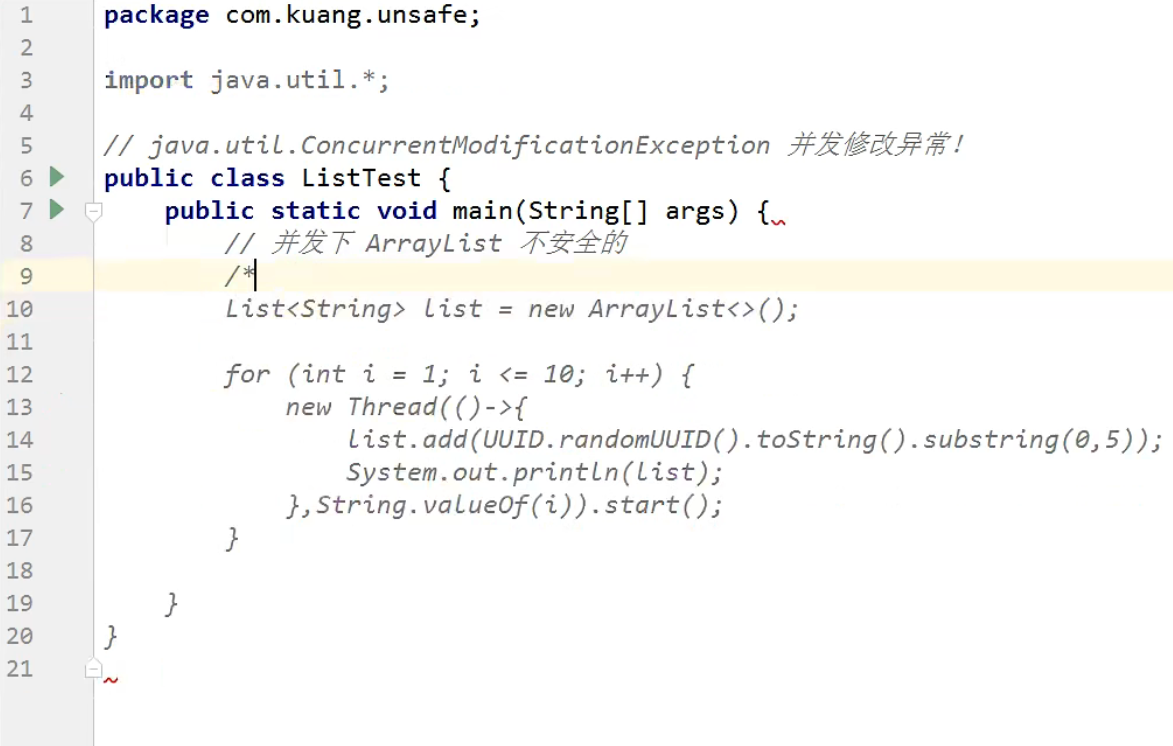 1 package com.kuang.unsafe;
2
3 import java.util.*;
4
5 // java.util.ConcurrentModificationException 并发修改异常!
6 public class ListTest {
7     public static void main(String[] args) {
8         // 并发下 ArrayList 不安全的
9         /*
10         List<String> list = new ArrayList<>();
11
12         for (int i = 1; i <= 10; i++) {
13             new Thread(()->{
14                 list.add(UUID.randomUUID().toString().substring(0,5));
15                 System.out.println(list);
16             },String.valueOf(i)).start();
17         }
18
19     }
20 }
21